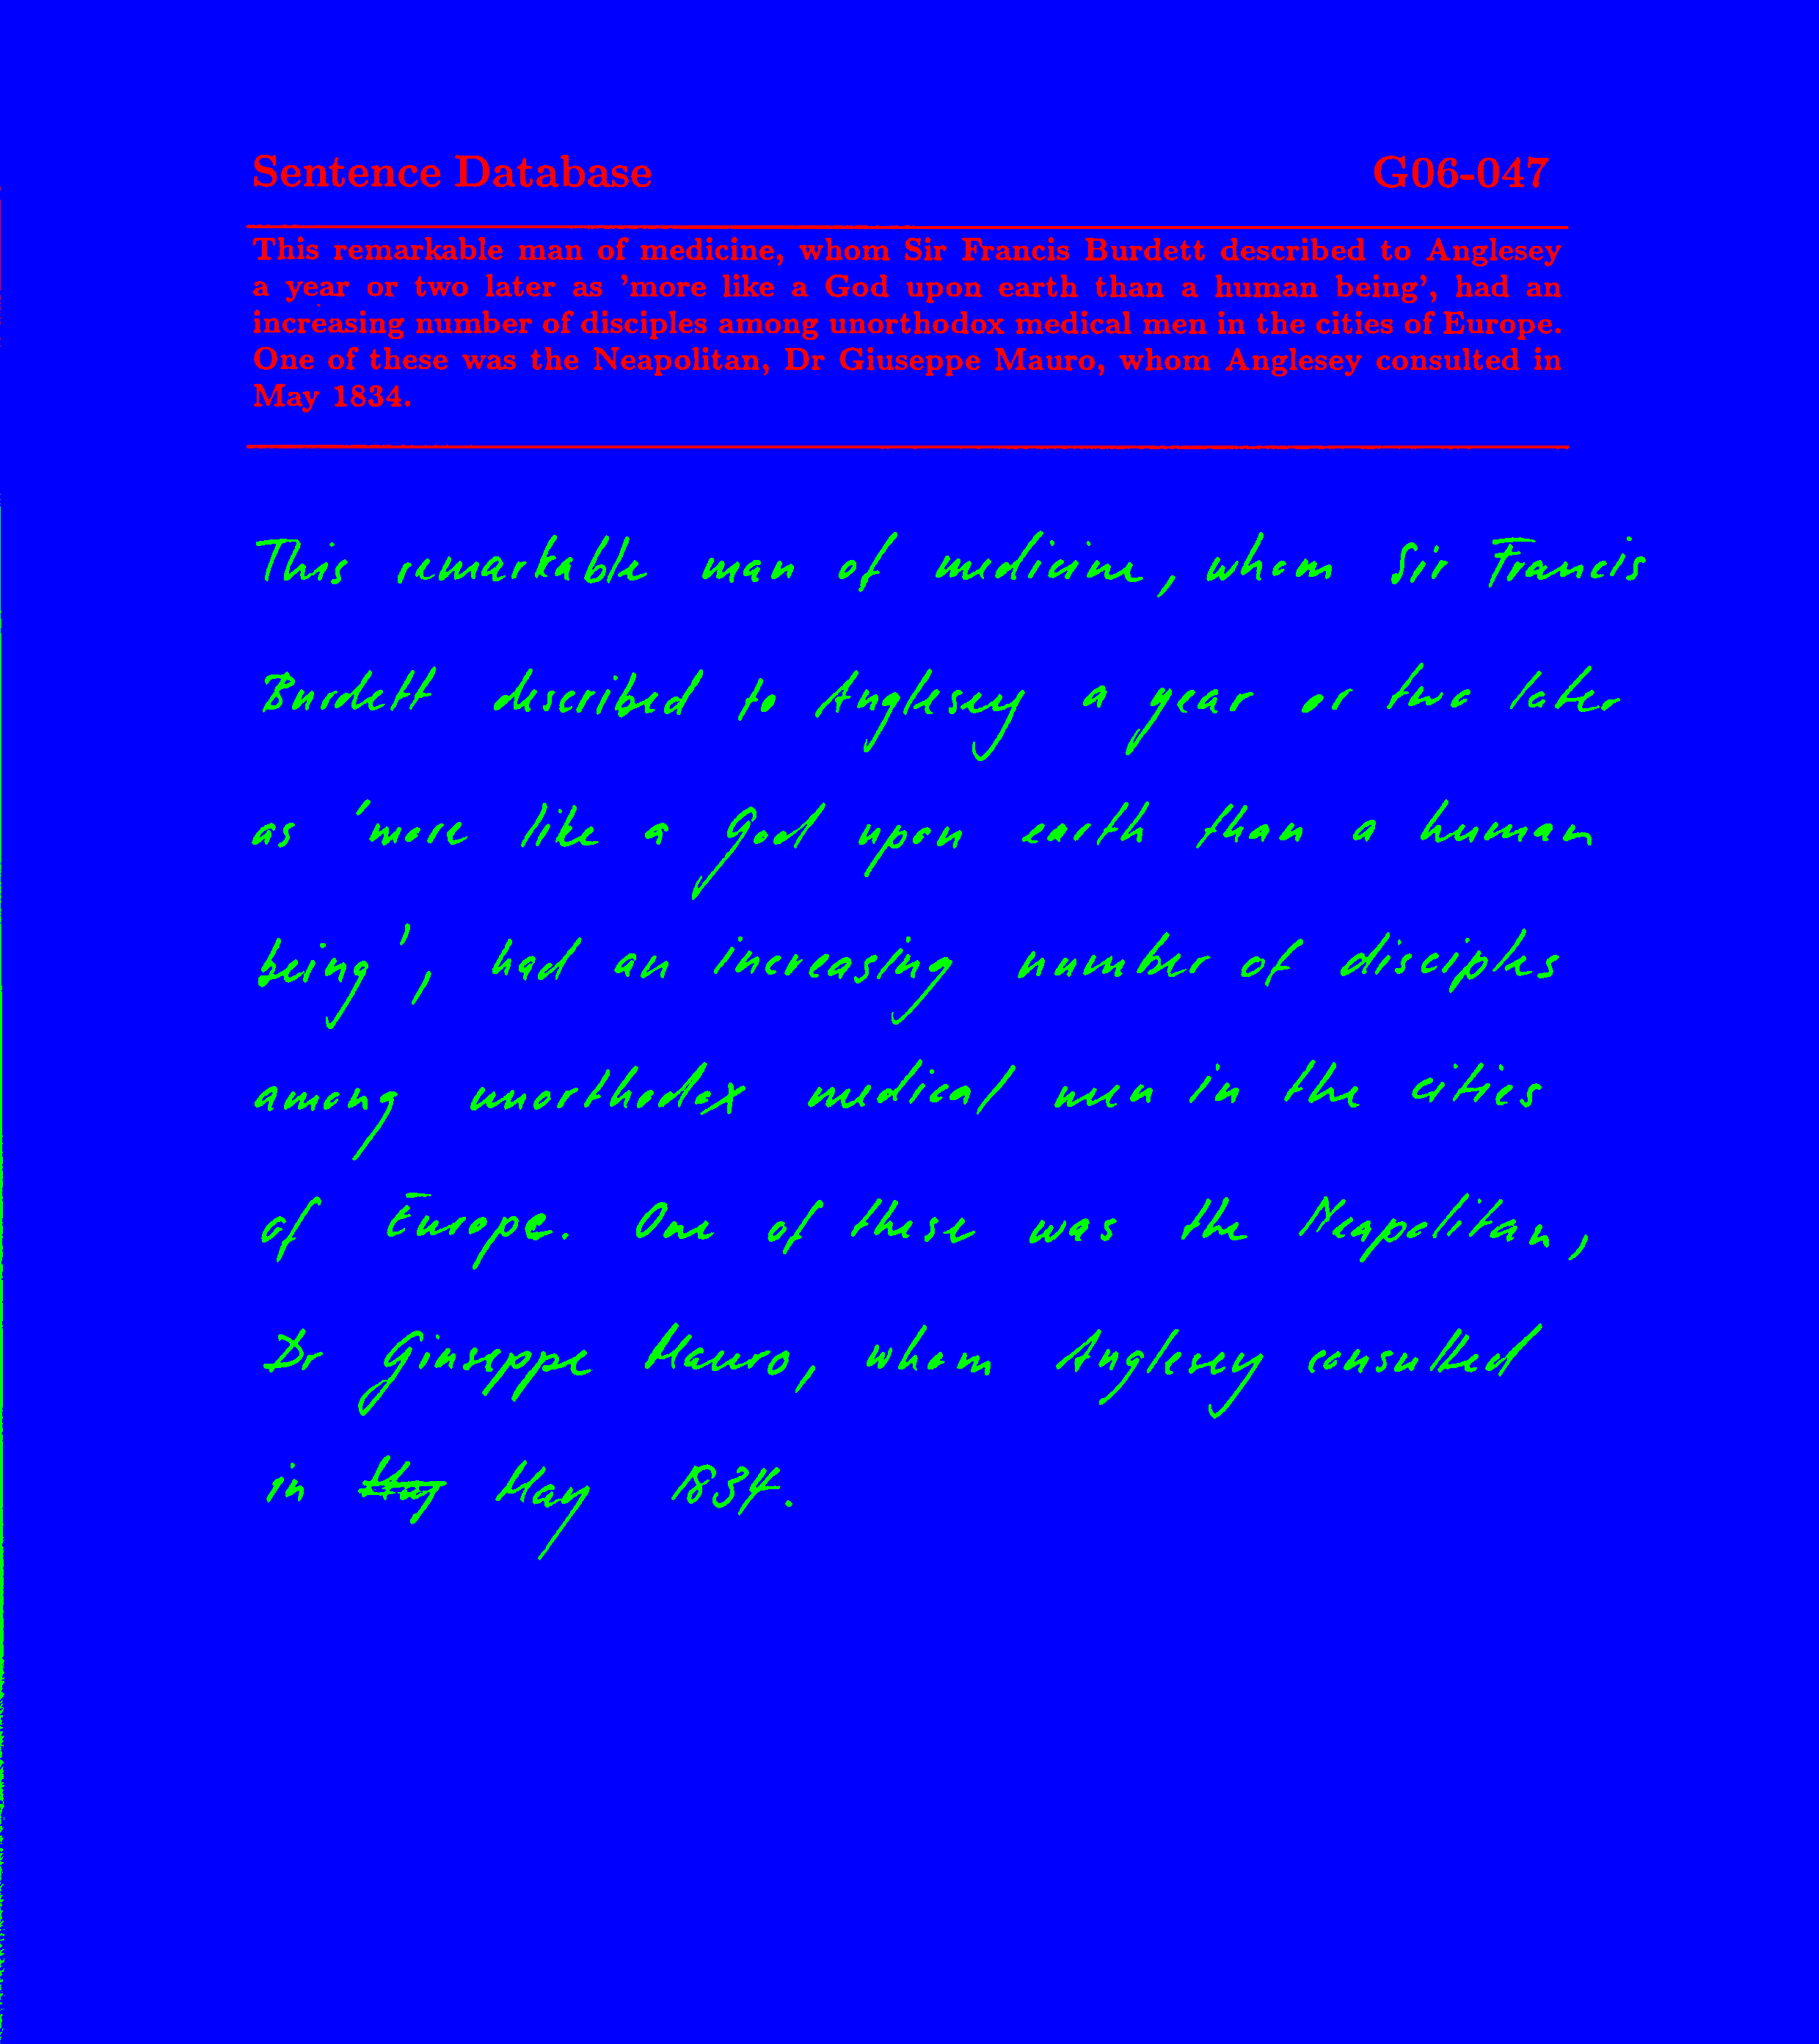 Sentence Database G06-047
This remarkable man of medicine, whom Sir Francis Burdett described to Anglesey
a year or two later as 'more like a God upon earth than a human being', had an
increasing number of disciples among unorthodox medical men in the cities of Europe.
One of these was the Neapolitan, Dr Giuseppe Mauro, whom Anglesey consulted in
May 1834.
This remarkable man of medicine, whom Sir Francis
Burdett described to Anglesey a year or two later
as 'more like a God upon earth than a human
being', had an increasing number of disciples
among unorthodox medical men in the cities
of Europe. One of these was the Neapolitan,
Dr Giuseppe Mauro, whom Anglesey consulted
in May 1834.